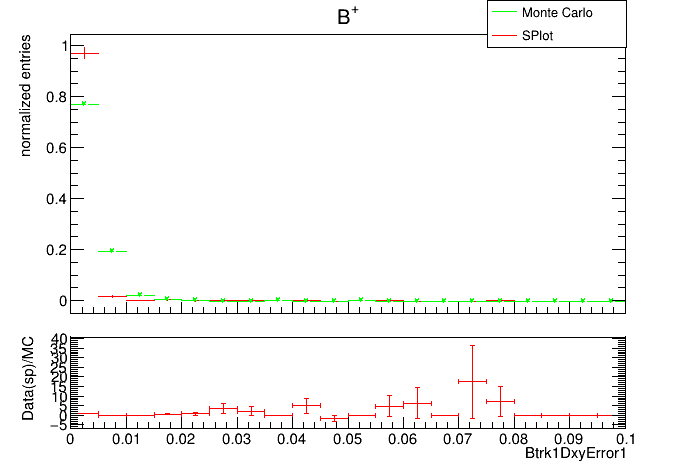 B+
Monte Carlo
SPlot
normalized entries
1
0.8
0.6
0.4
0.2
0
Data(sp)/MC
40
35
30
25
20
15
10
5
0
−5
0 0.01 0.02 0.03 0.04 0.05 0.06 0.07 0.08 0.09 0.1
Btrk1DxyError1